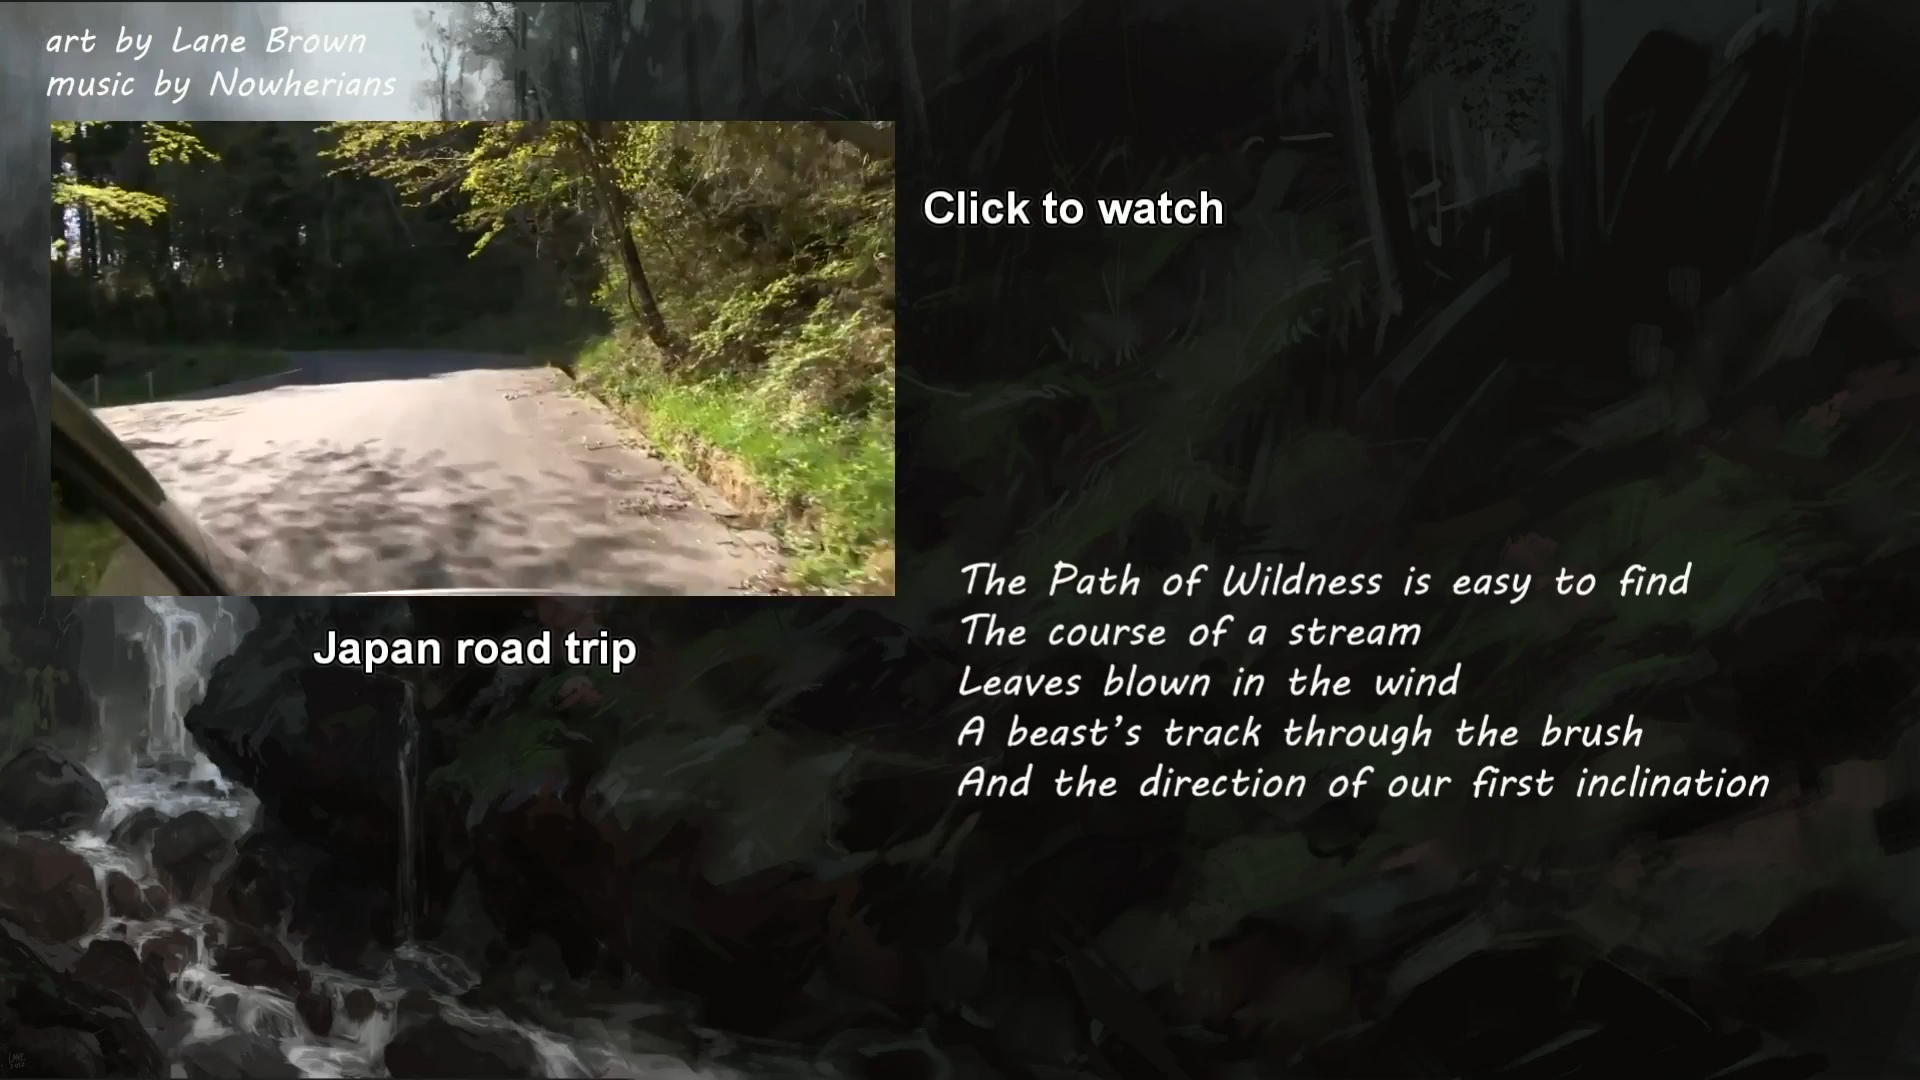 art by Lane Brown
music by Nowherians
Click to watch
The Path of Wildness is easy to find
The course of a stream
Leaves blown in the wind
A beast's track through the brush
And the direction of our first inclination
Japan road trip